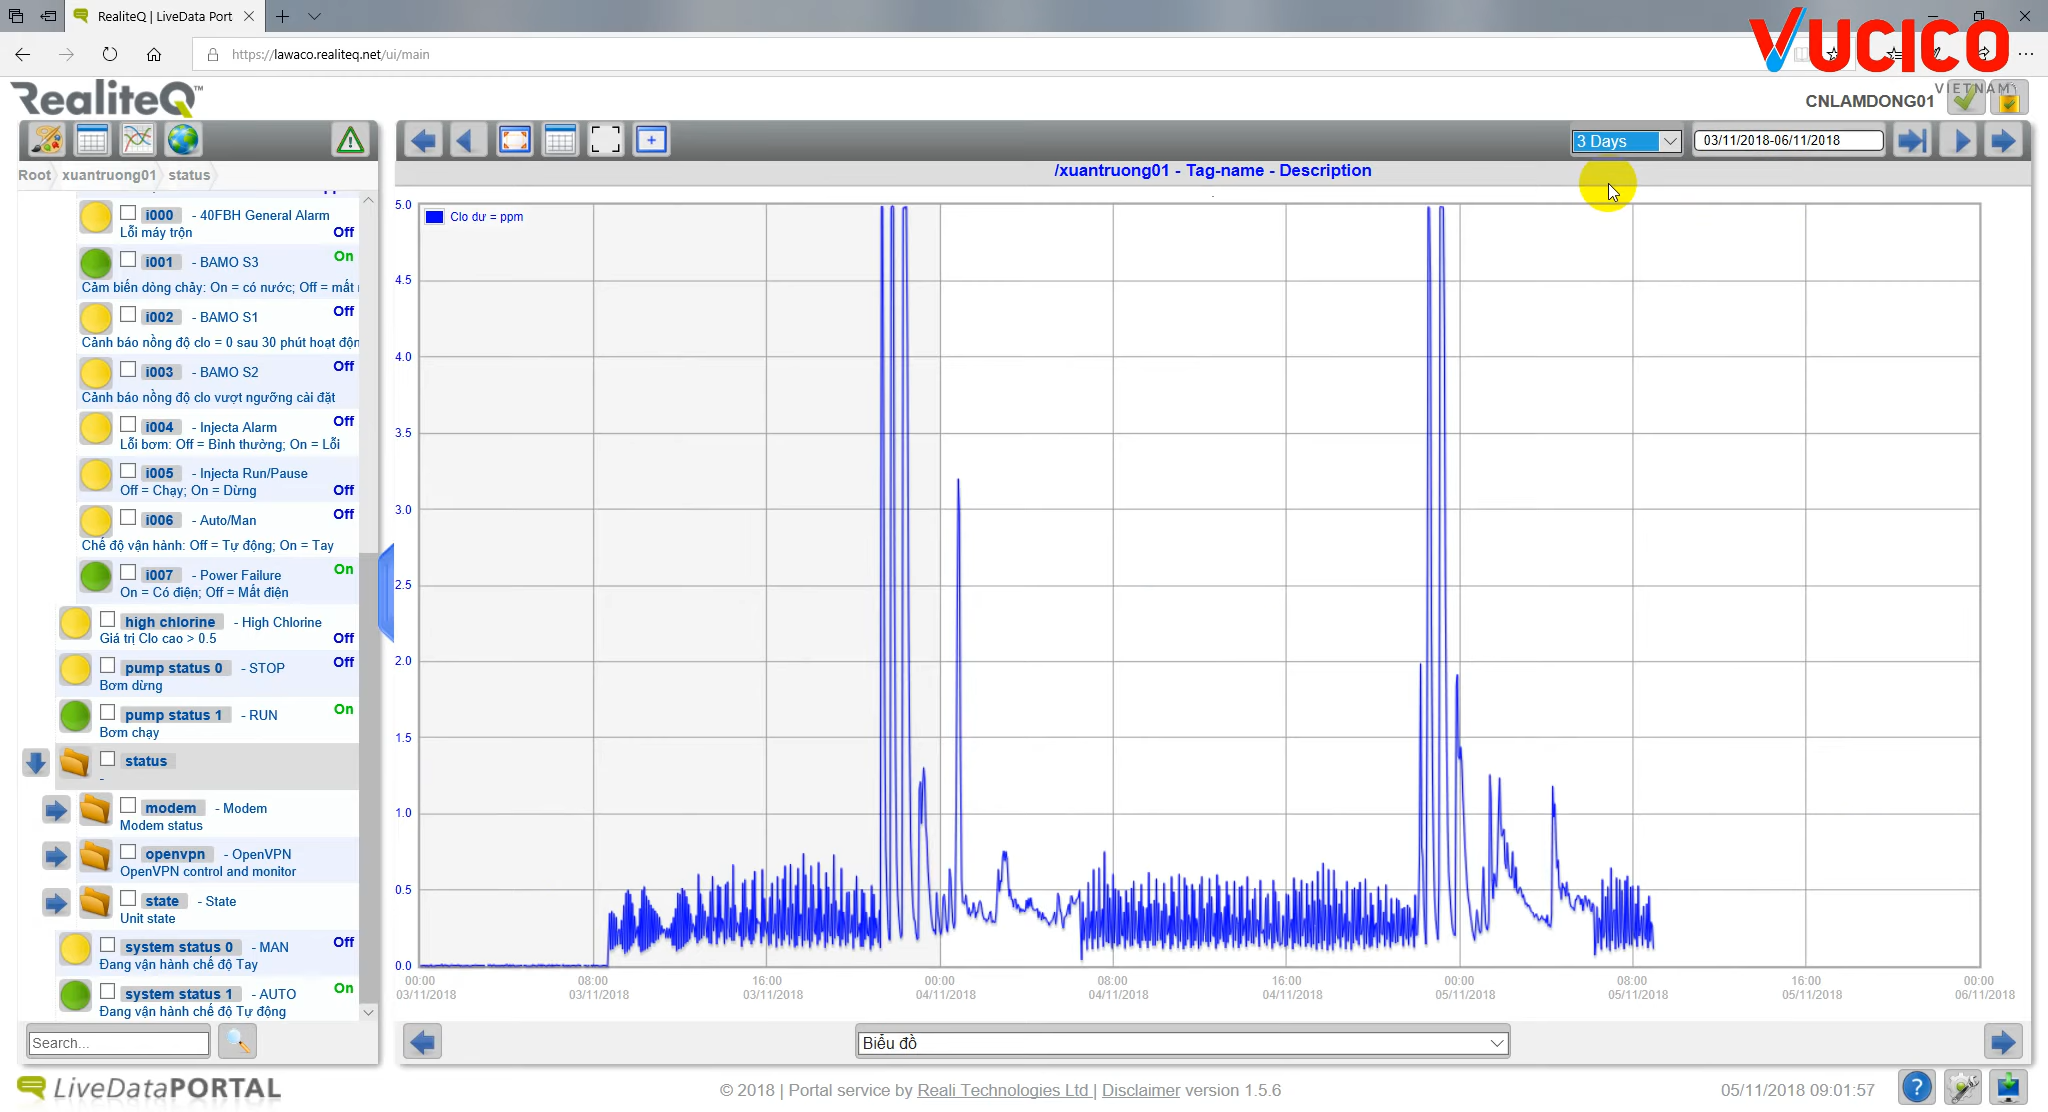 RealiteQ | LiveData Port
https://lawaco.realiteq.net/ui/main
VUCICO
VIETNAM
RealiteQ™
CNLAMDONG01
3 Days
03/11/2018-06/11/2018
Root xuantruong01 status
i000 - 40FBH General Alarm
Lỗi máy trộn Off
i001 - BAMO S3 On
Cảm biến dòng chảy: On = có nước; Off = mất
i002 - BAMO S1 Off
Cảnh báo nồng độ clo = 0 sau 30 phút hoạt độn
i003 - BAMO S2 Off
Cảnh báo nồng độ clo vượt ngưỡng cài đặt
i004 - Injecta Alarm Off
Lỗi bơm: Off = Bình thường; On = Lỗi
i005 - Injecta Run/Pause
Off = Chạy; On = Dừng Off
i006 - Auto/Man Off
Chế độ vận hành: Off = Tự động; On = Tay
i007 - Power Failure On
On = Có điện; Off = Mất điện
high chlorine - High Chlorine
Giá trị Clo cao > 0.5 Off
pump status 0 - STOP Off
Bơm dừng
pump status 1 - RUN On
Bơm chạy
status
-
modem - Modem
Modem status
openvpn - OpenVPN
OpenVPN control and monitor
state - State
Unit state
system status 0 - MAN Off
Đang vận hành chế độ Tay
system status 1 - AUTO On
Đang vận hành chế độ Tự động
Search...
/xuantruong01 - Tag-name - Description
Clo dư = ppm
5.0
4.5
4.0
3.5
3.0
2.5
2.0
1.5
1.0
0.5
0.0
00:00 08:00 16:00 00:00 08:00 16:00 00:00 08:00 16:00 00:00
03/11/2018 03/11/2018 03/11/2018 04/11/2018 04/11/2018 04/11/2018 05/11/2018 05/11/2018 05/11/2018 06/11/2018
Biểu đồ
LiveDataPORTAL
© 2018 | Portal service by Reali Technologies Ltd | Disclaimer version 1.5.6
05/11/2018 09:01:57